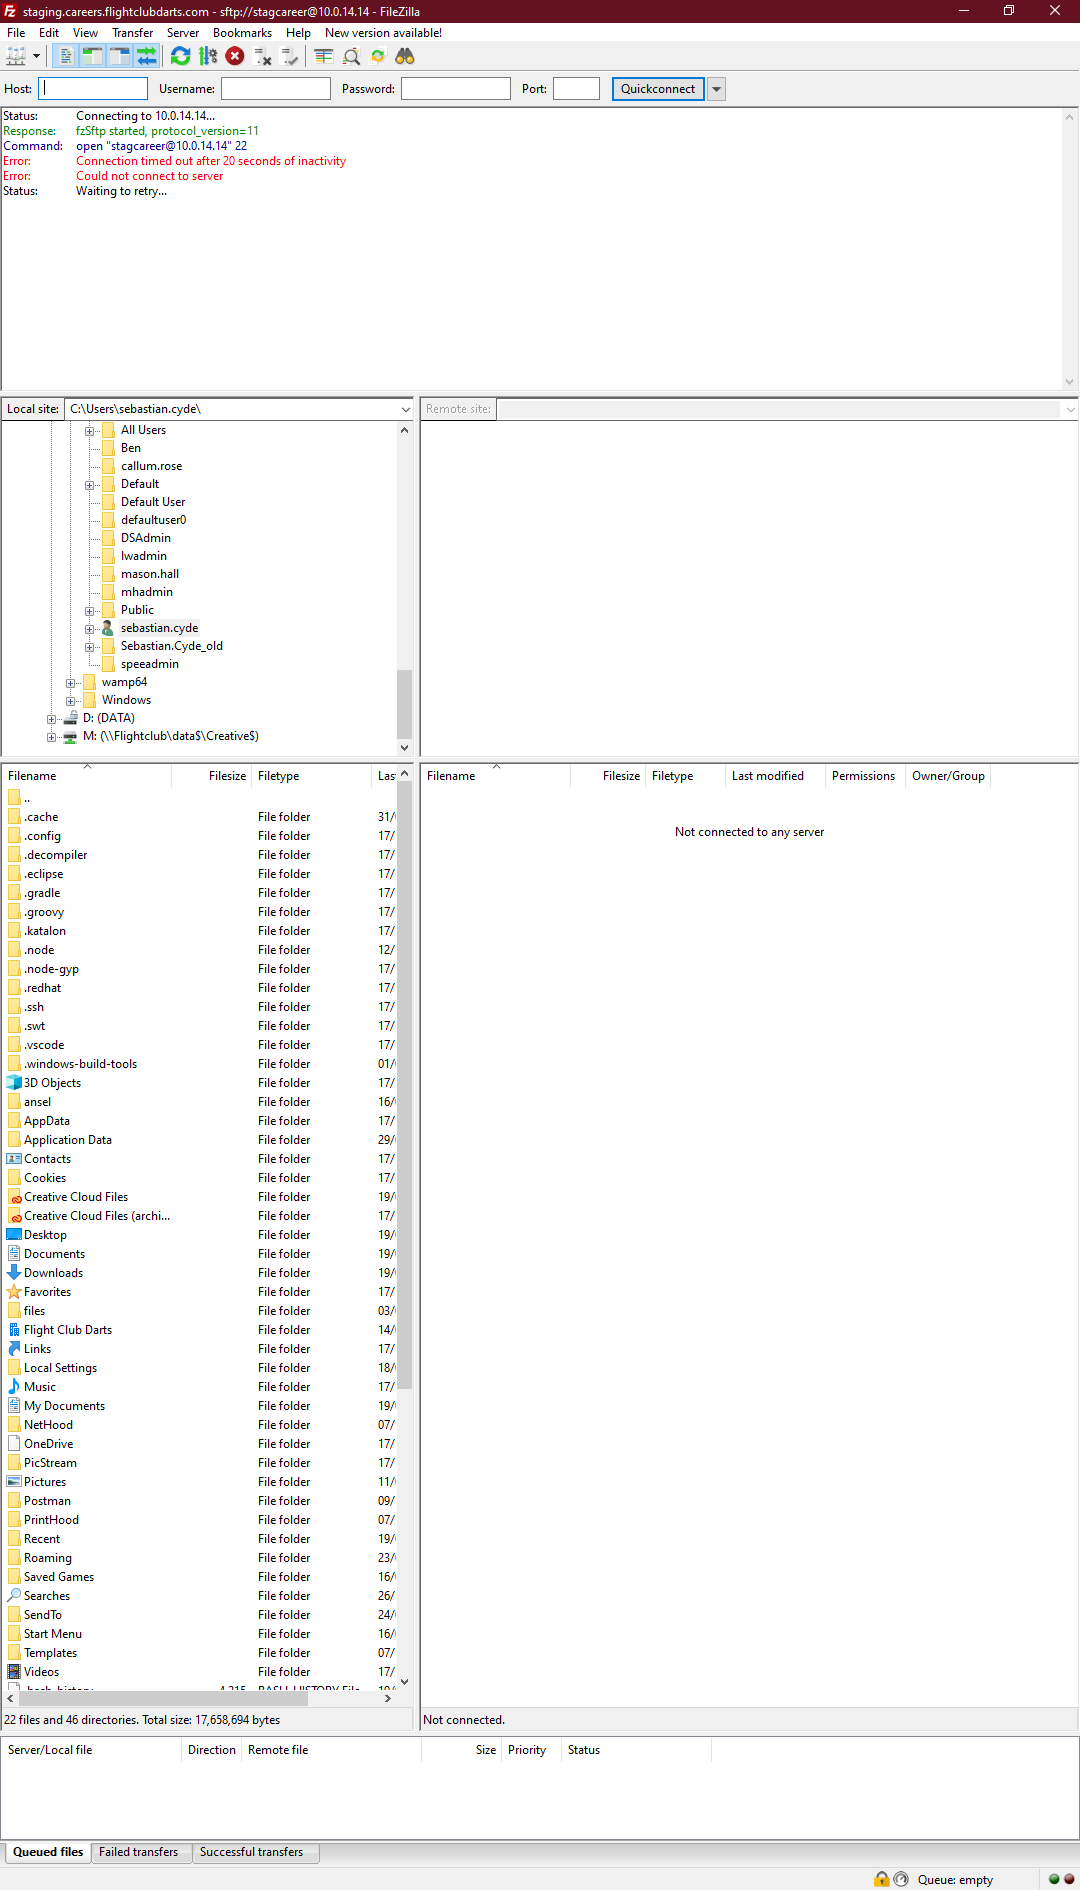 staging.careers.flightclubdarts.com - sftp://stagcareer@10.0.14.14 - FileZilla
File Edit View Transfer Server Bookmarks Help New version available!
Host: Username: Password: Port: Quickconnect
Status: Connecting to 10.0.14.14...
Response: fzSftp started, protocol_version=11
Command: open "stagcareer@10.0.14.14" 22
Error: Connection timed out after 20 seconds of inactivity
Error: Could not connect to server
Status: Waiting to retry...
Local site: C:\Users\sebastian.cyde\
Remote site:
All Users
Ben
callum.rose
Default
Default User
defaultuser0
DSAdmin
lwadmin
mason.hall
mhadmin
Public
sebastian.cyde
Sebastian.Cyde_old
speeadmin
wamp64
Windows
D: (DATA)
M: (\\Flightclub\data$\Creative$)
Filename Filesize Filetype Las
..
.cache File folder 31/
.config File folder 17/
.decompiler File folder 17/
.eclipse File folder 17/
.gradle File folder 17/
.groovy File folder 17/
.katalon File folder 17/
.node File folder 12/
.node-gyp File folder 17/
.redhat File folder 17/
.ssh File folder 17/
.swt File folder 17/
.vscode File folder 17/
.windows-build-tools File folder 01/
3D Objects File folder 17/
ansel File folder 16/
AppData File folder 17/
Application Data File folder 29/
Contacts File folder 17/
Cookies File folder 17/
Creative Cloud Files File folder 19/
Creative Cloud Files (archi... File folder 17/
Desktop File folder 19/
Documents File folder 19/
Downloads File folder 19/
Favorites File folder 17/
files File folder 03/
Flight Club Darts File folder 14/
Links File folder 17/
Local Settings File folder 18/
Music File folder 17/
My Documents File folder 19/
NetHood File folder 07/
OneDrive File folder 17/
PicStream File folder 17/
Pictures File folder 11/
Postman File folder 09/
PrintHood File folder 07/
Recent File folder 19/
Roaming File folder 23/
Saved Games File folder 16/
Searches File folder 26/
SendTo File folder 24/
Start Menu File folder 16/
Templates File folder 07/
Videos File folder 17/
22 files and 46 directories. Total size: 17,658,694 bytes
Filename Filesize Filetype Last modified Permissions Owner/Group
Not connected to any server
Not connected.
Server/Local file Direction Remote file Size Priority Status
Queued files Failed transfers Successful transfers
Queue: empty